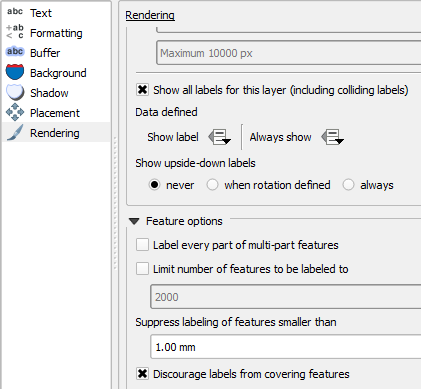 abc Text
+ab < c Formatting
abc Buffer
Background
Shadow
Placement
Rendering
Rendering
Maximum 10000 px
Show all labels for this layer (including colliding labels)
Data defined
Show label Always show
Show upside-down labels
never when rotation defined always
Feature options
Label every part of multi-part features
Limit number of features to be labeled to
2000
Suppress labeling of features smaller than
1.00 mm
Discourage labels from covering features